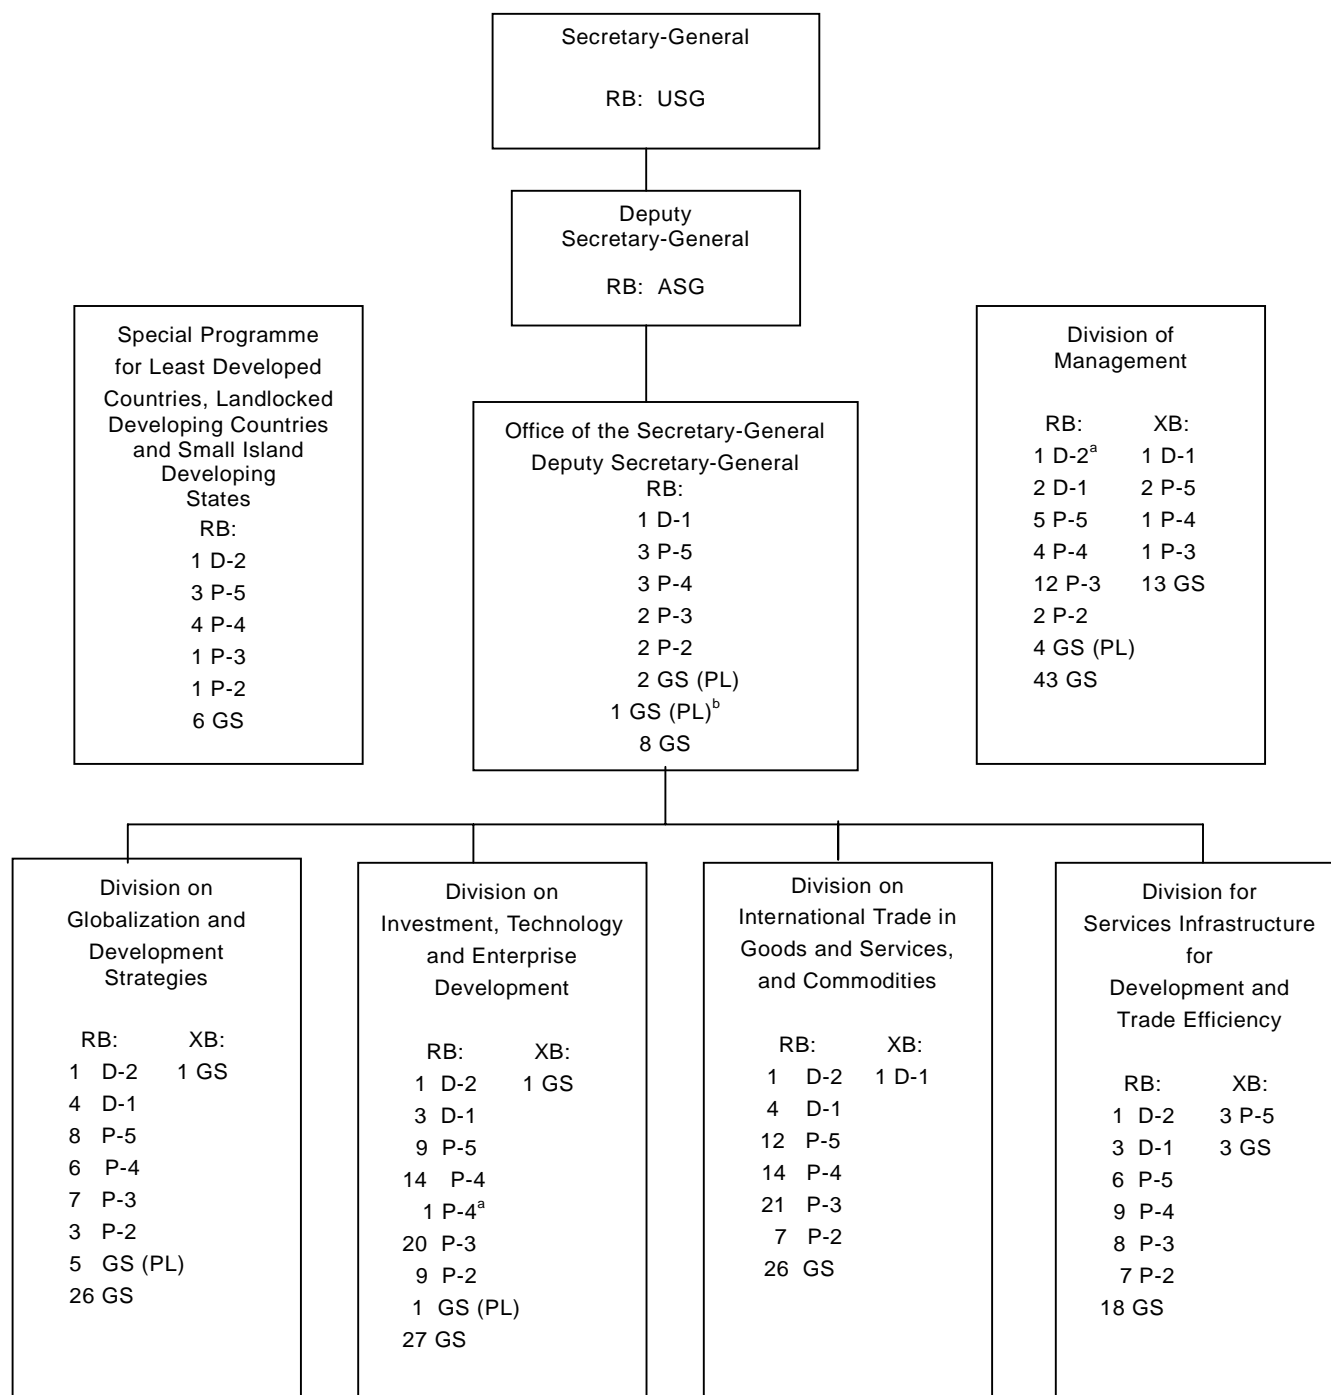 Secretary-General
RB: USG
Deputy
Secretary-General
RB: ASG
Special Programme
for Least Developed
Countries, Landlocked
Developing Countries
and Small Island
Developing
States
RB:
1 D-2
3 P-5
4 P-4
1 P-3
1 P-2
6 GS
Office of the Secretary-General
Deputy Secretary-General
RB:
1 D-1
3 P-5
3 P-4
2 P-3
2 P-2
2 GS (PL)
1 GS (PL)b
8 GS
Division of
Management
RB: XB:
1 D-2a 1 D-1
2 D-1 2 P-5
5 P-5 1 P-4
4 P-4 1 P-3
12 P-3 13 GS
2 P-2
4 GS (PL)
43 GS
Division on
Globalization and
Development
Strategies
RB: XB:
1 D-2 1 GS
4 D-1
8 P-5
6 P-4
7 P-3
3 P-2
5 GS (PL)
26 GS
Division on
Investment, Technology
and Enterprise
Development
RB: XB:
1 D-2 1 GS
3 D-1
9 P-5
14 P-4
1 P-4a
20 P-3
9 P-2
1 GS (PL)
27 GS
Division on
International Trade in
Goods and Services,
and Commodities
RB: XB:
1 D-2 1 D-1
4 D-1
12 P-5
14 P-4
21 P-3
7 P-2
26 GS
Division for
Services Infrastructure
for
Development and
Trade Efficiency
RB: XB:
1 D-2 3 P-5
3 D-1 3 GS
6 P-5
9 P-4
8 P-3
7 P-2
18 GS